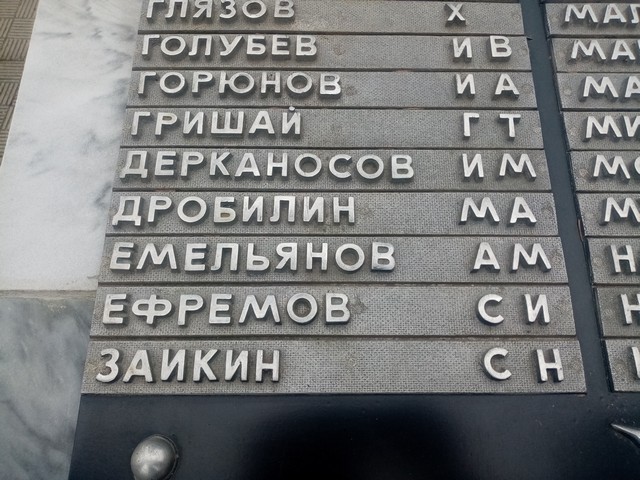 ГЛЯЗОВ Х
ГОЛУБЕВ И В
ГОРЮНОВ И А
ГРИШАЙ Г Т
ДЕРКАНОСОВ И М
ДРОБИЛИН М А
ЕМЕЛЬЯНОВ А М
ЕФРЕМОВ С И
ЗАИКИН С Н